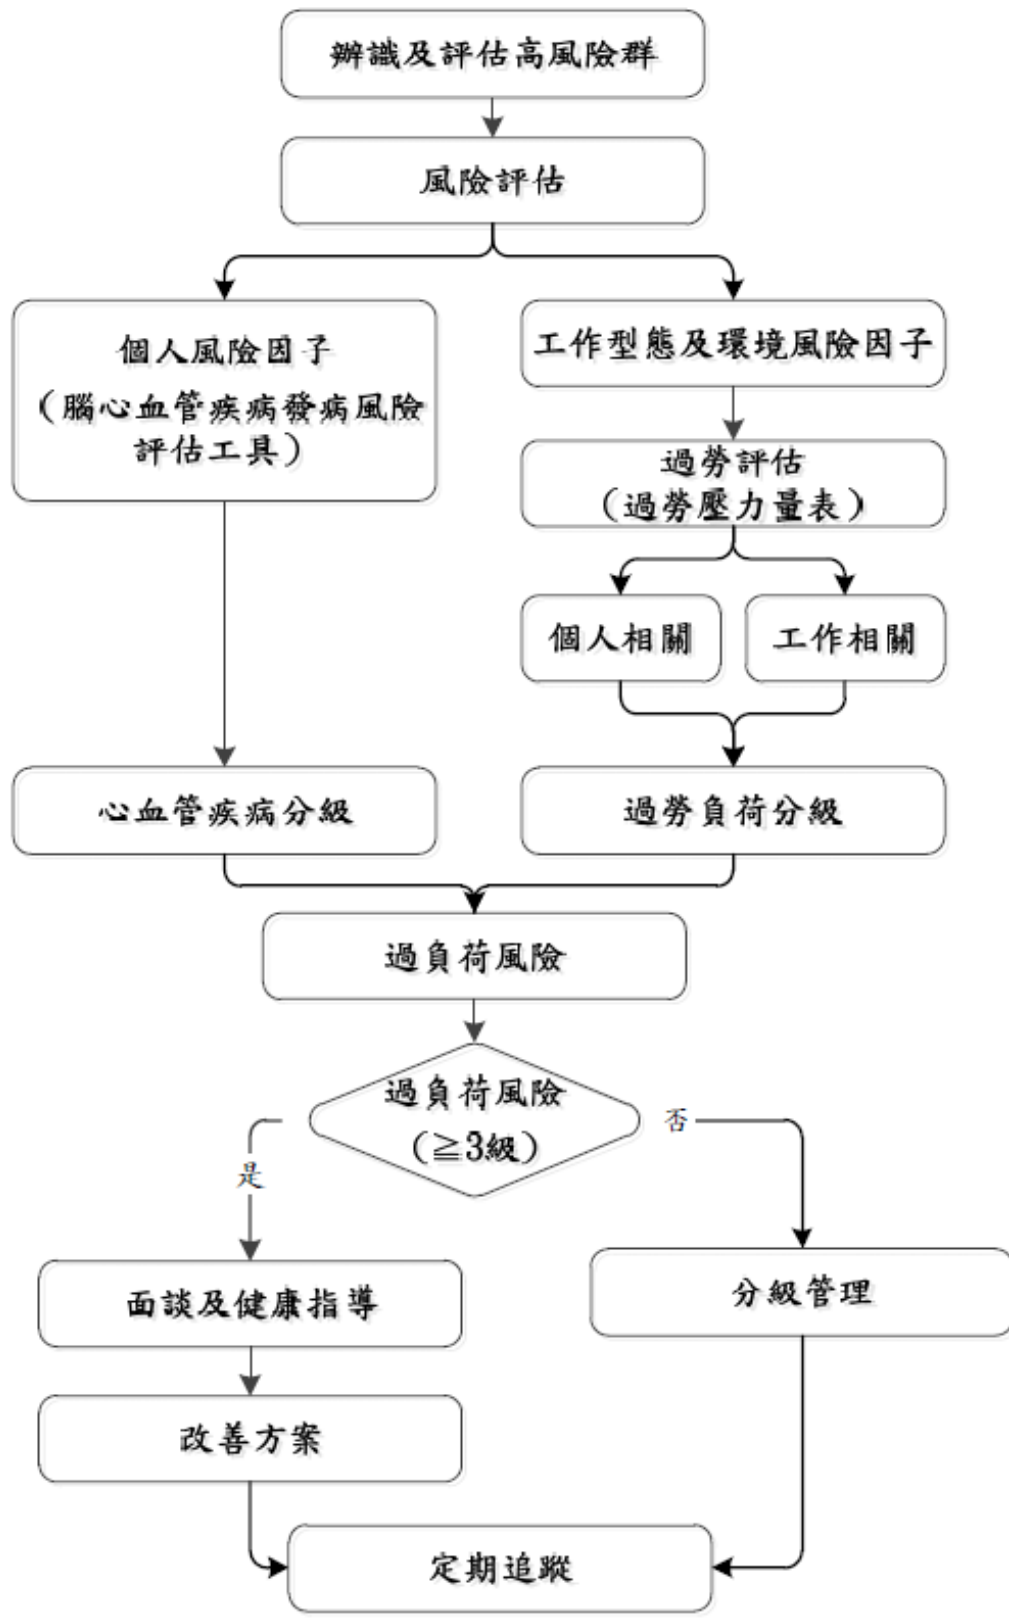 辨識及評估高風險群
風險評估
個人風險因子
（腦心血管疾病發病風險
評估工具）
工作型態及環境風險因子
過勞評估
（過勞壓力量表）
個人相關
工作相關
心血管疾病分級
過勞負荷分級
過負荷風險
過負荷風險
（≧3級）
是
否
面談及健康指導
分級管理
改善方案
定期追蹤